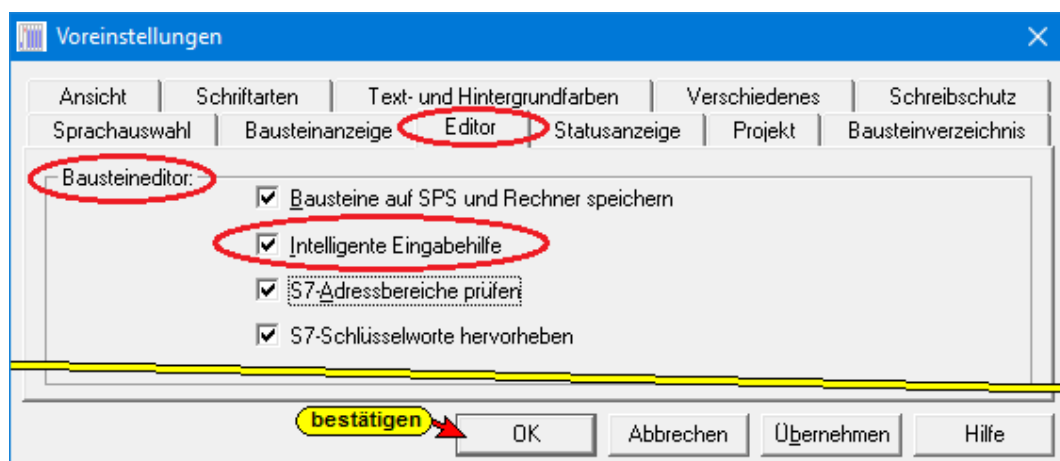 Voreinstellungen
Ansicht Schriftarten Text- und Hintergrundfarben Verschiedenes Schreibschutz
Sprachauswahl Bausteinanzeige Editor Statusanzeige Projekt Bausteinverzeichnis
Bausteineditor:
Bausteine auf SPS und Rechner speichern
Intelligente Eingabehilfe
S7-Adressbereiche prüfen
S7-Schlüsselworte hervorheben
bestätigen OK Abbrechen Übernehmen Hilfe